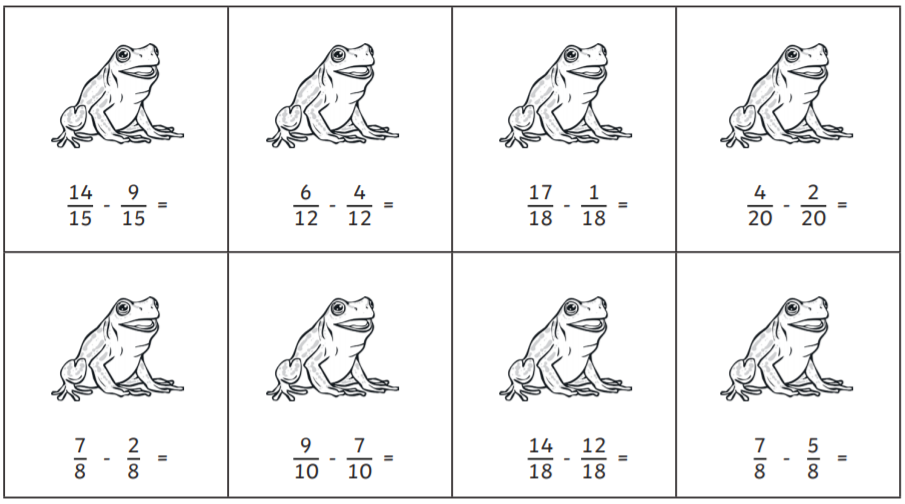 14/15 - 9/15 =
6/12 - 4/12 =
17/18 - 1/18 =
4/20 - 2/20 =
7/8 - 2/8 =
9/10 - 7/10 =
14/18 - 12/18 =
7/8 - 5/8 =